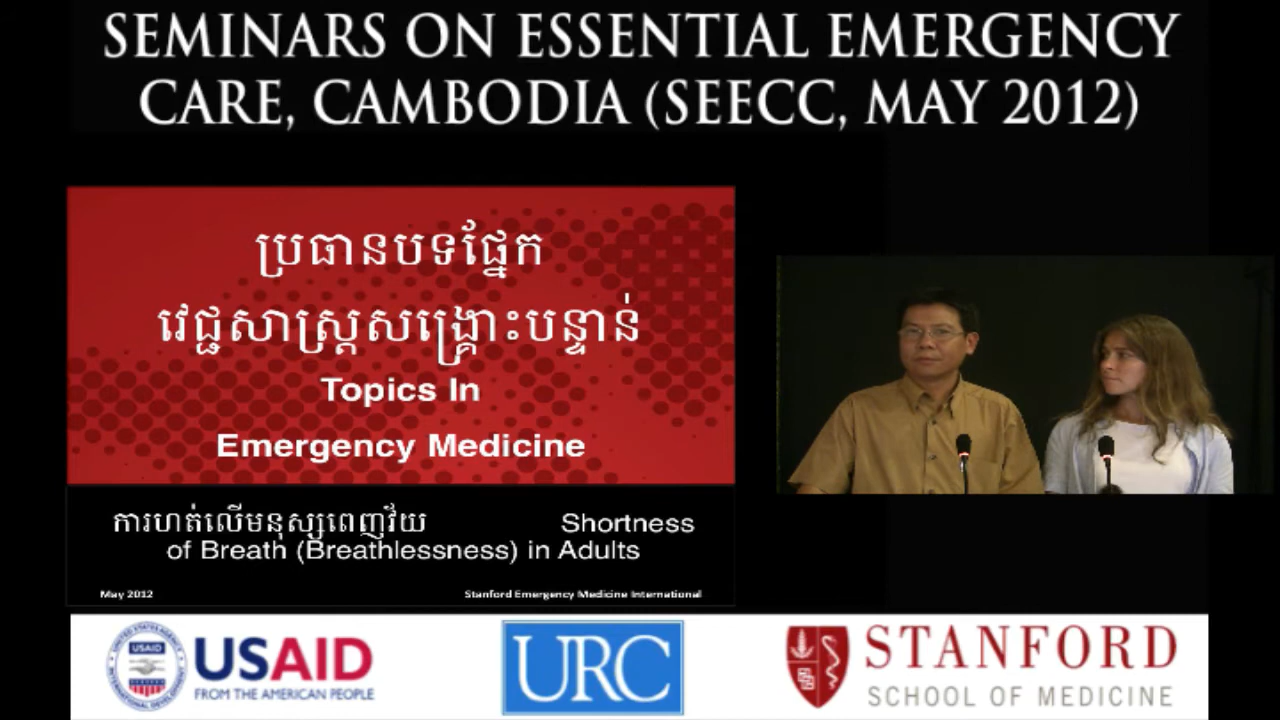 SEMINARS ON ESSENTIAL EMERGENCY
CARE, CAMBODIA (SEECC, MAY 2012)
ប្រធានបទផ្នែក
វេជ្ជសាស្ត្រសង្គ្រោះបន្ទាន់
Topics In
Emergency Medicine
ការហត់លើមនុស្សពេញវ័យ Shortness
of Breath (Breathlessness) in Adults
May 2012 Stanford Emergency Medicine International
USAID
USAID
FROM THE AMERICAN PEOPLE
URC
STANFORD
SCHOOL OF MEDICINE